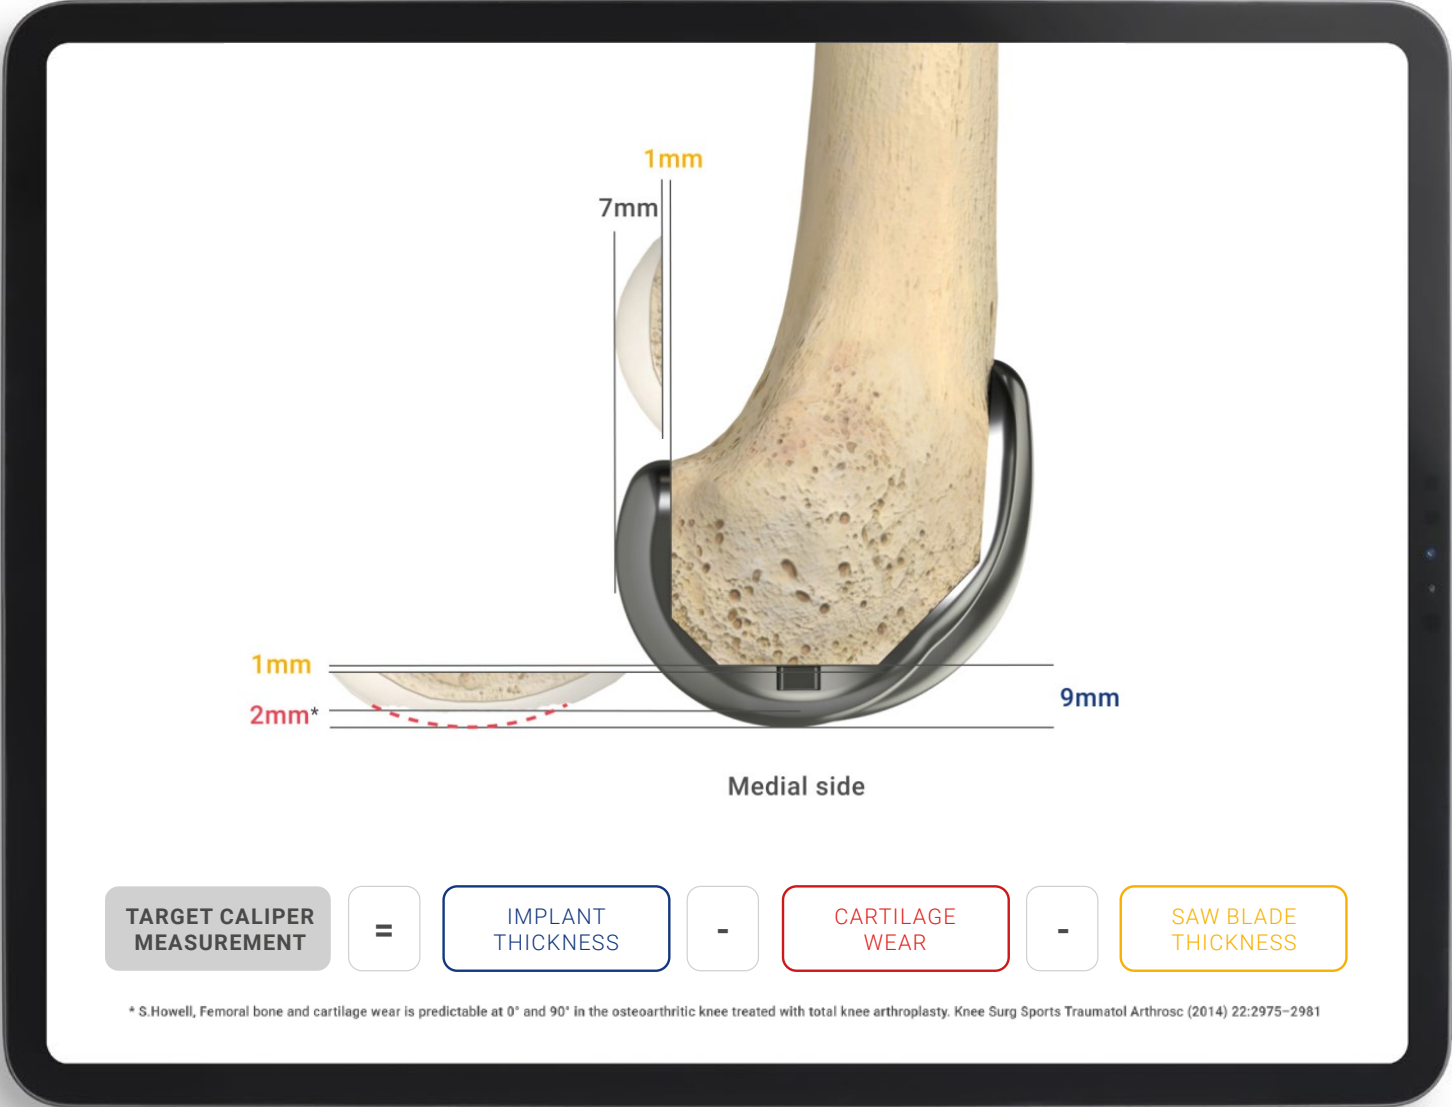 1mm
7mm
1mm
2mm*
9mm
Medial side
TARGET CALIPER
MEASUREMENT
=
IMPLANT
THICKNESS
-
CARTILAGE
WEAR
-
SAW BLADE
THICKNESS
* S.Howell, Femoral bone and cartilage wear is predictable at 0° and 90° in the osteoarthritic knee treated with total knee arthroplasty. Knee Surg Sports Traumatol Arthrosc (2014) 22:2975–2981